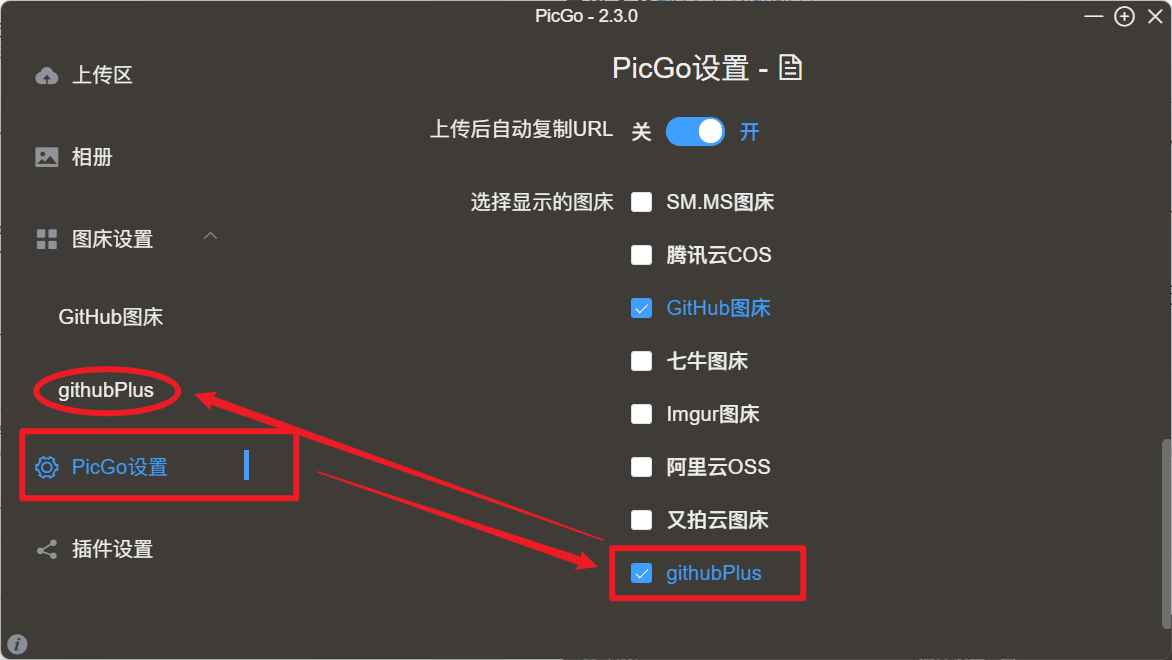 PicGo - 2.3.0
上传区
相册
图床设置
GitHub图床
githubPlus
PicGo设置
插件设置
PicGo设置 -
上传后自动复制URL 关 开
选择显示的图床 SM.MS图床
腾讯云COS
GitHub图床
七牛图床
Imgur图床
阿里云OSS
又拍云图床
githubPlus